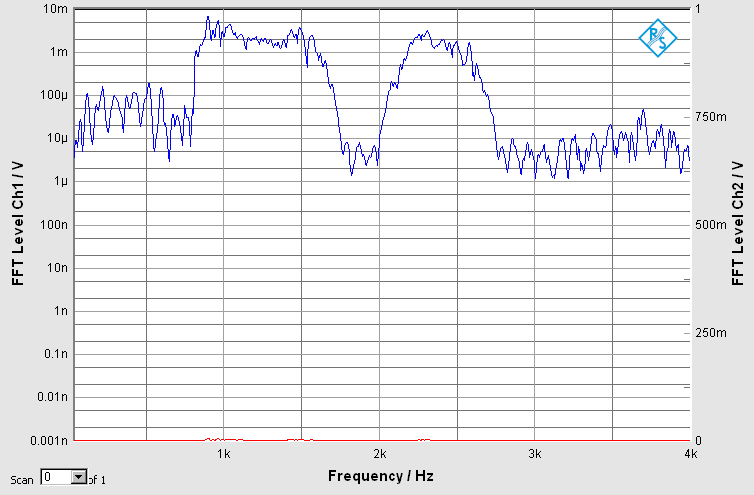 10m
1m
100µ
10µ
1µ
100n
10n
1n
0.1n
0.01n
0.001n
FFT Level Ch1 / V
1k
2k
3k
4k
Frequency / Hz
1
750m
500m
250m
0
FFT Level Ch2 / V
R
S
Scan 0 of 1